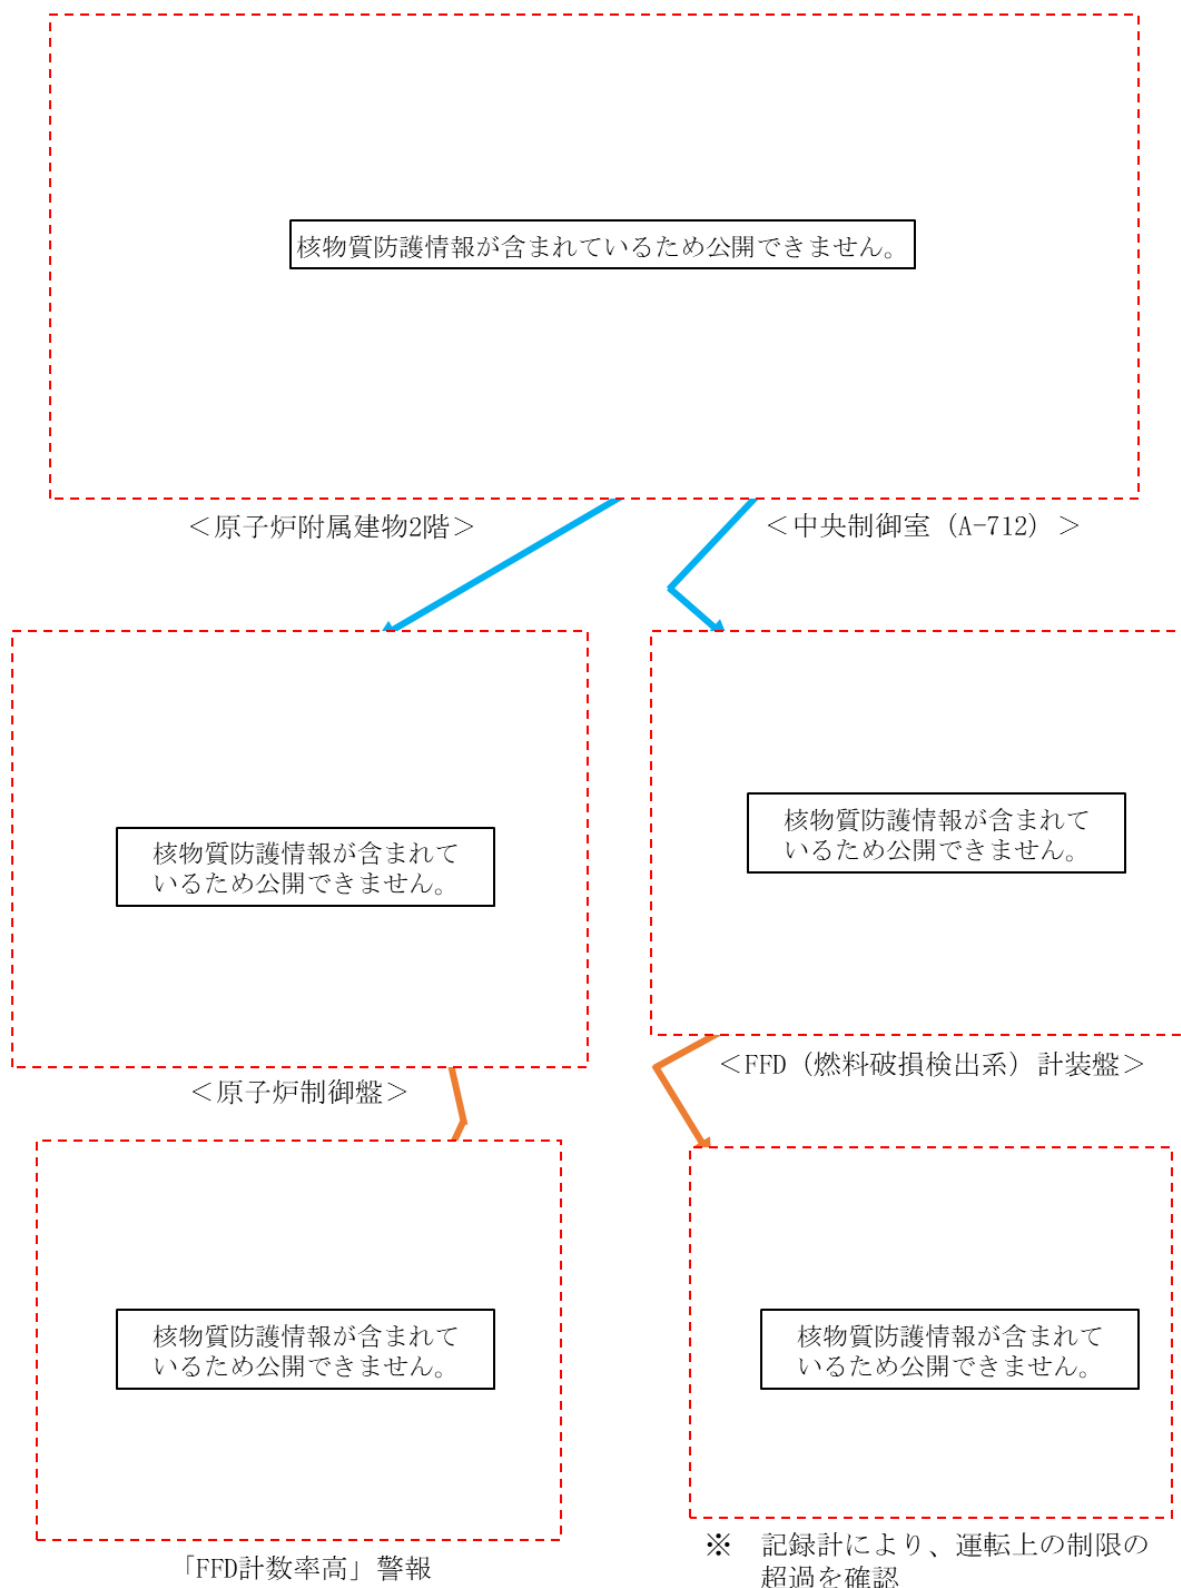 核物質防護情報が含まれているため公開できません。
＜原子炉附属建物2階＞
＜中央制御室（A-712）＞
核物質防護情報が含まれて
いるため公開できません。
核物質防護情報が含まれて
いるため公開できません。
＜原子炉制御盤＞
＜FFD（燃料破損検出系）計装盤＞
核物質防護情報が含まれて
いるため公開できません。
核物質防護情報が含まれて
いるため公開できません。
「FFD計数率高」警報
※　記録計により、運転上の制限の
超過を確認